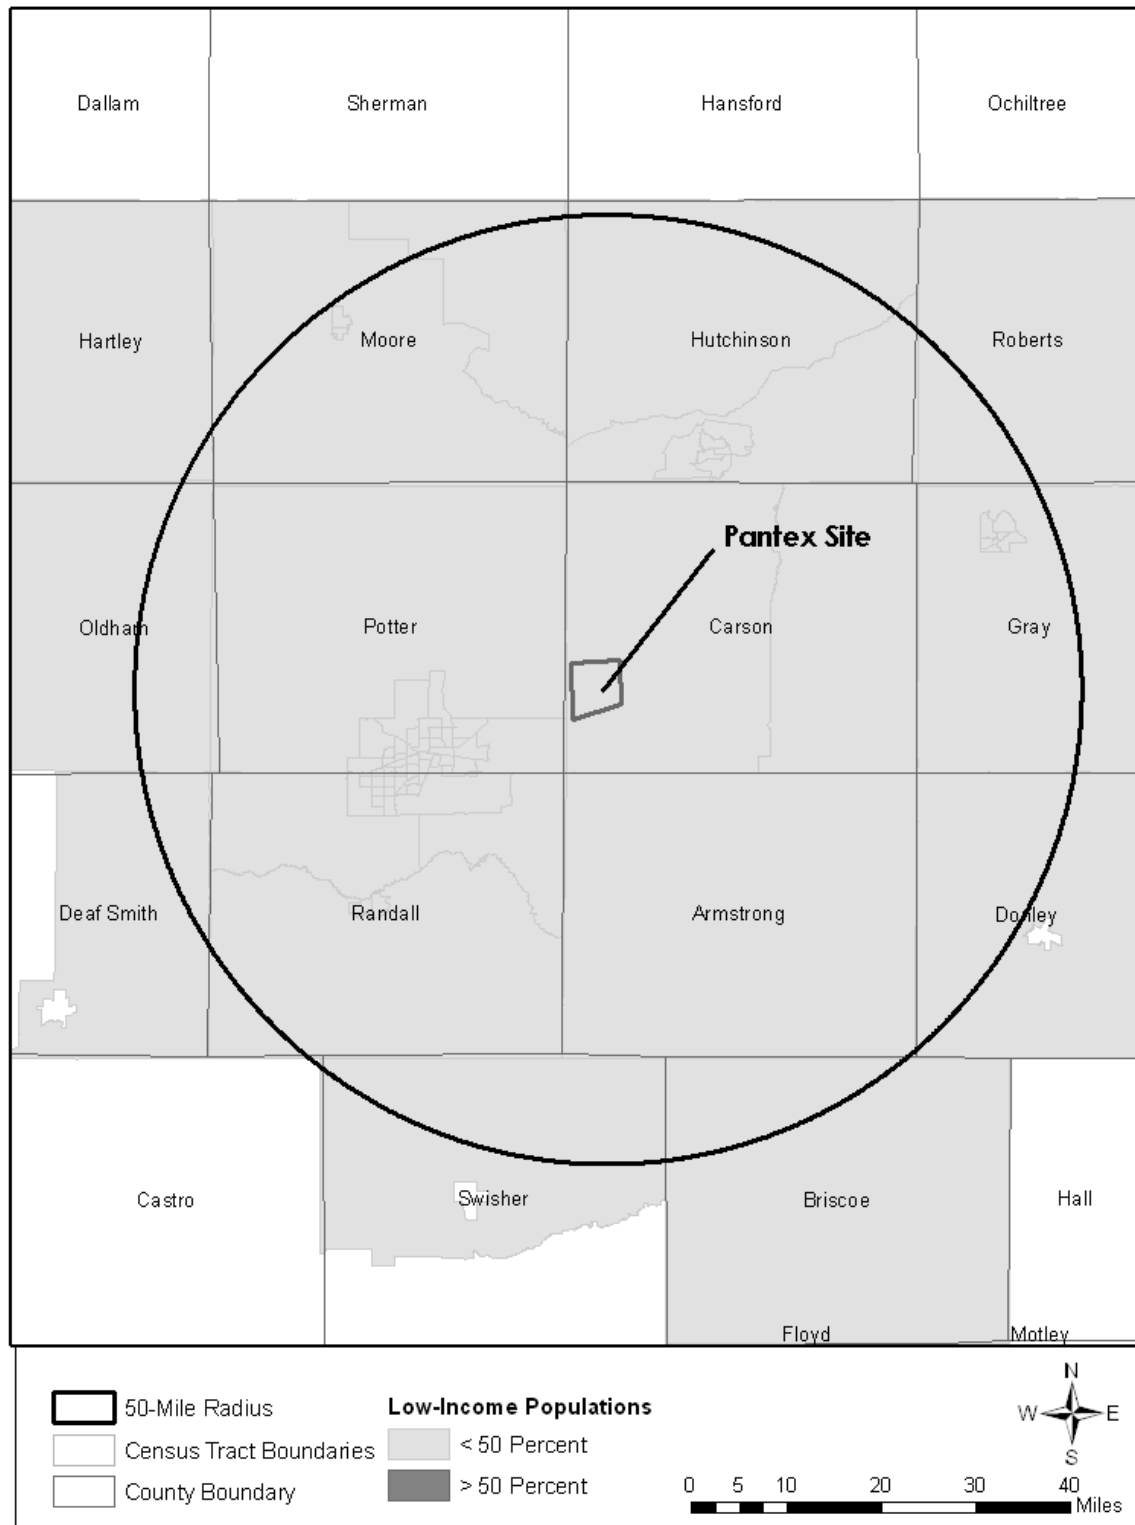 Dallam
Sherman
Hansford
Ochiltree
Hartley
Moore
Hutchinson
Roberts
Pantex Site
Oldham
Potter
Carson
Gray
Deaf Smith
Randall
Armstrong
Donley
Castro
Swisher
Briscoe
Hall
Floyd
Motley
50-Mile Radius
Census Tract Boundaries
County Boundary
Low-Income Populations
< 50 Percent
> 50 Percent
N
W E
S
0 5 10 20 30 40
Miles